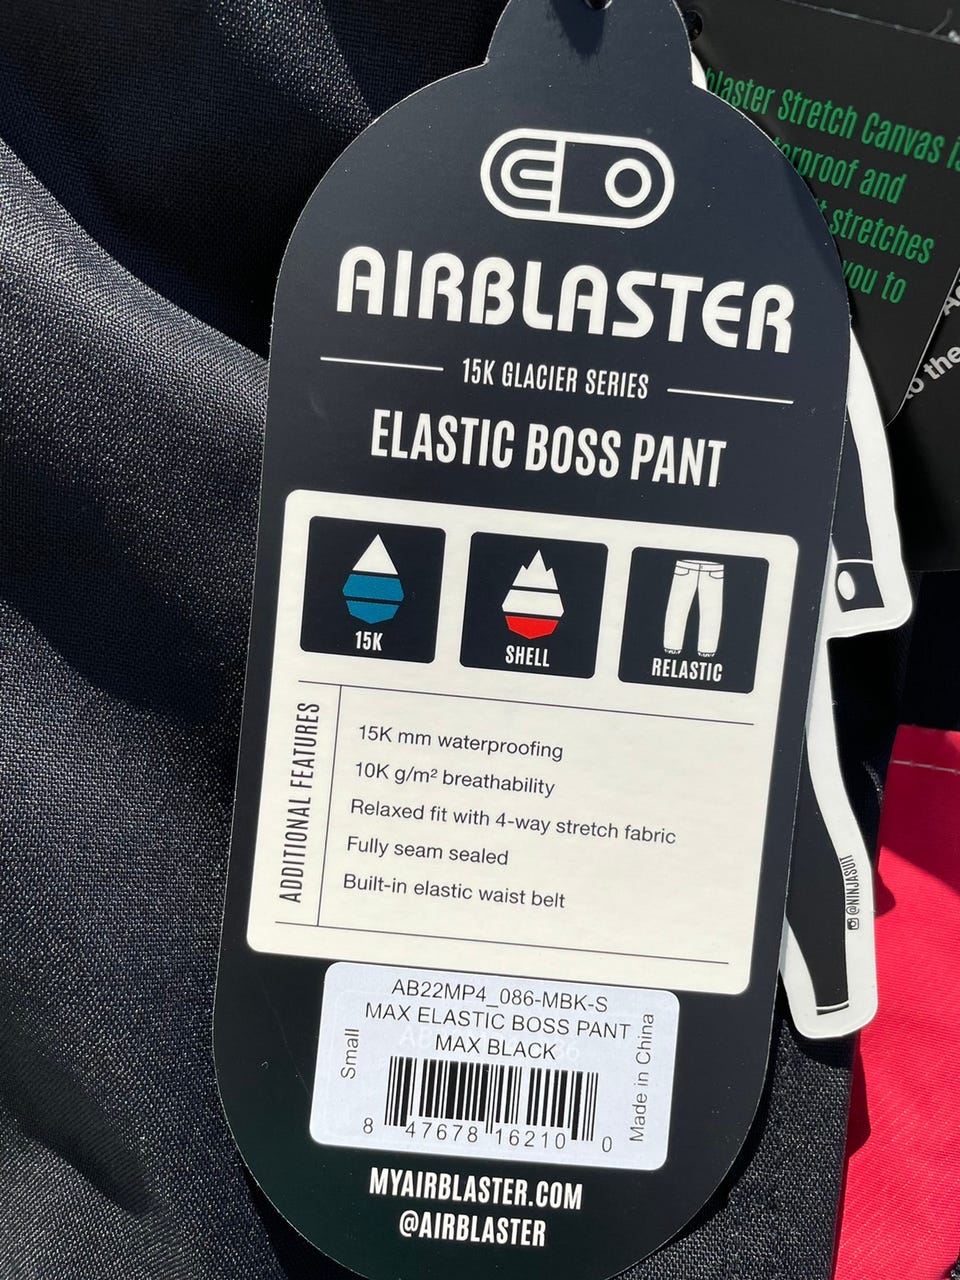 AIRBLASTER
15K GLACIER SERIES
ELASTIC BOSS PANT
15K
SHELL
RELASTIC
ADDITIONAL FEATURES
15K mm waterproofing
10K g/m² breathability
Relaxed fit with 4-way stretch fabric
Fully seam sealed
Built-in elastic waist belt
AB22MP4_086-MBK-S
MAX ELASTIC BOSS PANT
MAX BLACK
Small
Made in China
8 47678 16210 0
MYAIRBLASTER.COM
@AIRBLASTER
Stretch Canvas
and
stretches
you to
to the
@NINJASUIT